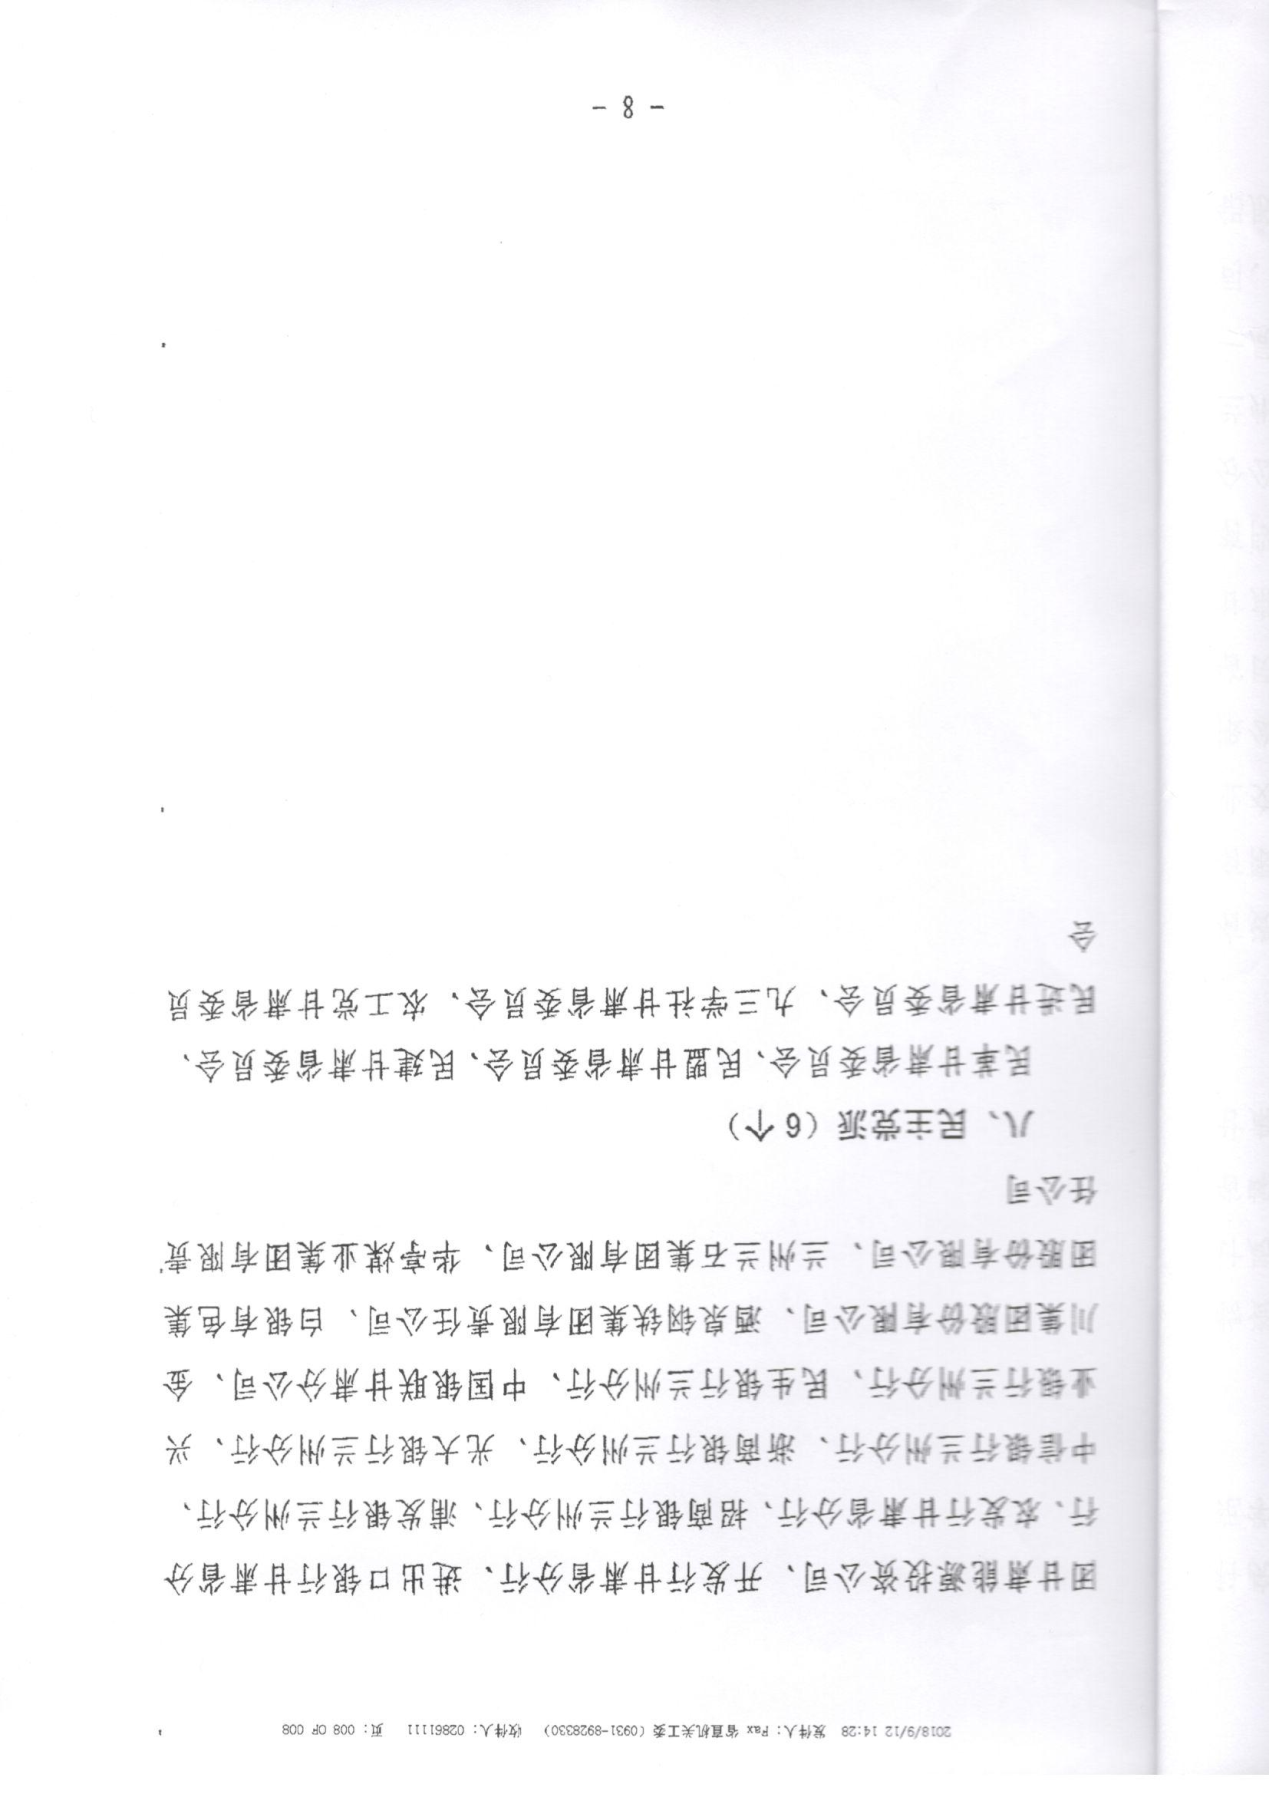 2018/9/12 14:28 发件人：Fax 省直机关工委 (0931-8928330) 收件人：02861111 页：008 OF 008
团甘肃能源投资公司、开发行甘肃省分行、进出口银行甘肃省分
行、农发行甘肃省分行、招商银行兰州分行、浦发银行兰州分行、
中信银行兰州分行、浙商银行兰州分行、光大银行兰州分行、兴
业银行兰州分行、民生银行兰州分行、中国银联甘肃分公司、金
川集团股份有限公司、酒泉钢铁集团有限责任公司、白银有色集
团股份有限公司、兰州兰石集团有限公司、华亭煤业集团有限责
任公司
八、民主党派（6个）
民革甘肃省委员会、民盟甘肃省委员会、民建甘肃省委员会、
民进甘肃省委员会、九三学社甘肃省委员会、农工党甘肃省委员
会
- 8 -